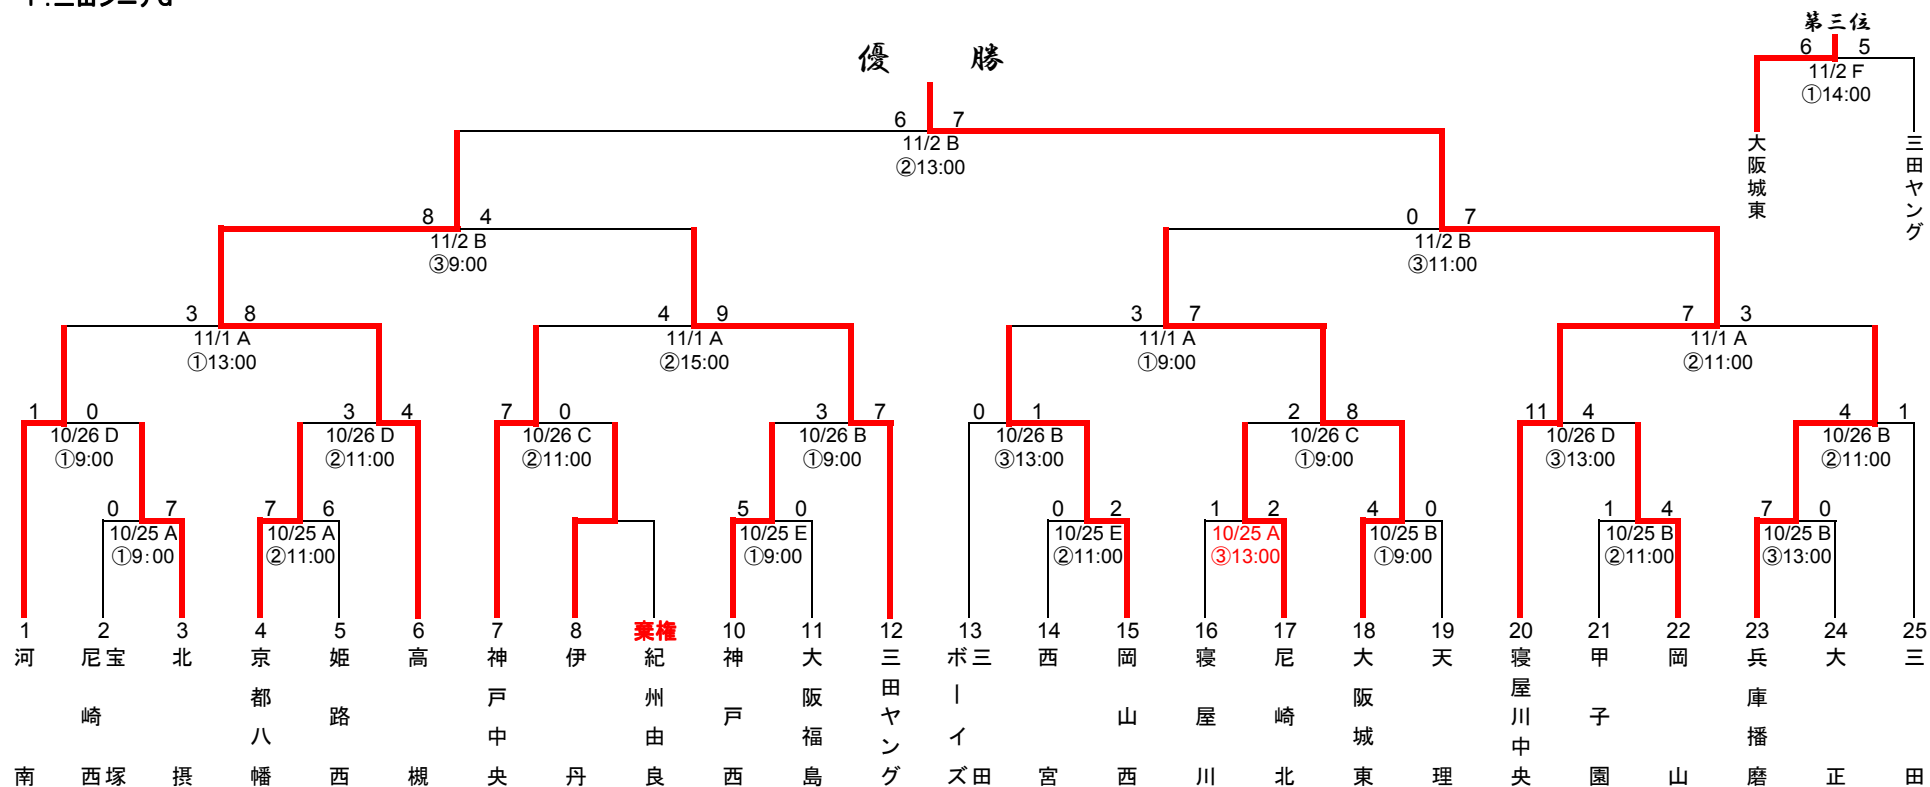 第三位
優 勝
6 5
11/2 F
①14:00
大阪城東
三田ヤング
6 7
11/2 B
②13:00
8 4
11/2 B
③9:00
0 7
11/2 B
③11:00
3 8
11/1 A
①13:00
4 9
11/1 A
②15:00
3 7
11/1 A
①9:00
7 3
11/1 A
②11:00
1 0
10/26 D
①9:00
3 4
10/26 D
②11:00
7 0
10/26 C
②11:00
3 7
10/26 B
①9:00
0 1
10/26 B
③13:00
2 8
10/26 C
①9:00
11 4
10/26 D
③13:00
4 1
10/26 B
②11:00
0 7
10/25 A
①9:00
7 6
10/25 A
②11:00
5 0
10/25 E
①9:00
0 2
10/25 E
②11:00
1 2
10/25 A
③13:00
4 0
10/25 B
①9:00
1 4
10/25 B
②11:00
7 0
10/25 B
③13:00
1 河南
2 宝塚 尼崎西
3 北摂
4 京都八幡
5 姫路西
6 高槻
7 神戸中央
8 伊丹
棄権 紀州由良
10 神戸西
11 大阪福島
12 三田ヤング
13 三田 ボーイズ
14 西宮
15 岡山西
16 寝屋川
17 尼崎北
18 大阪城東
19 天理
20 寝屋川中央
21 甲子園
22 岡山
23 兵庫播磨
24 大正
25 三田